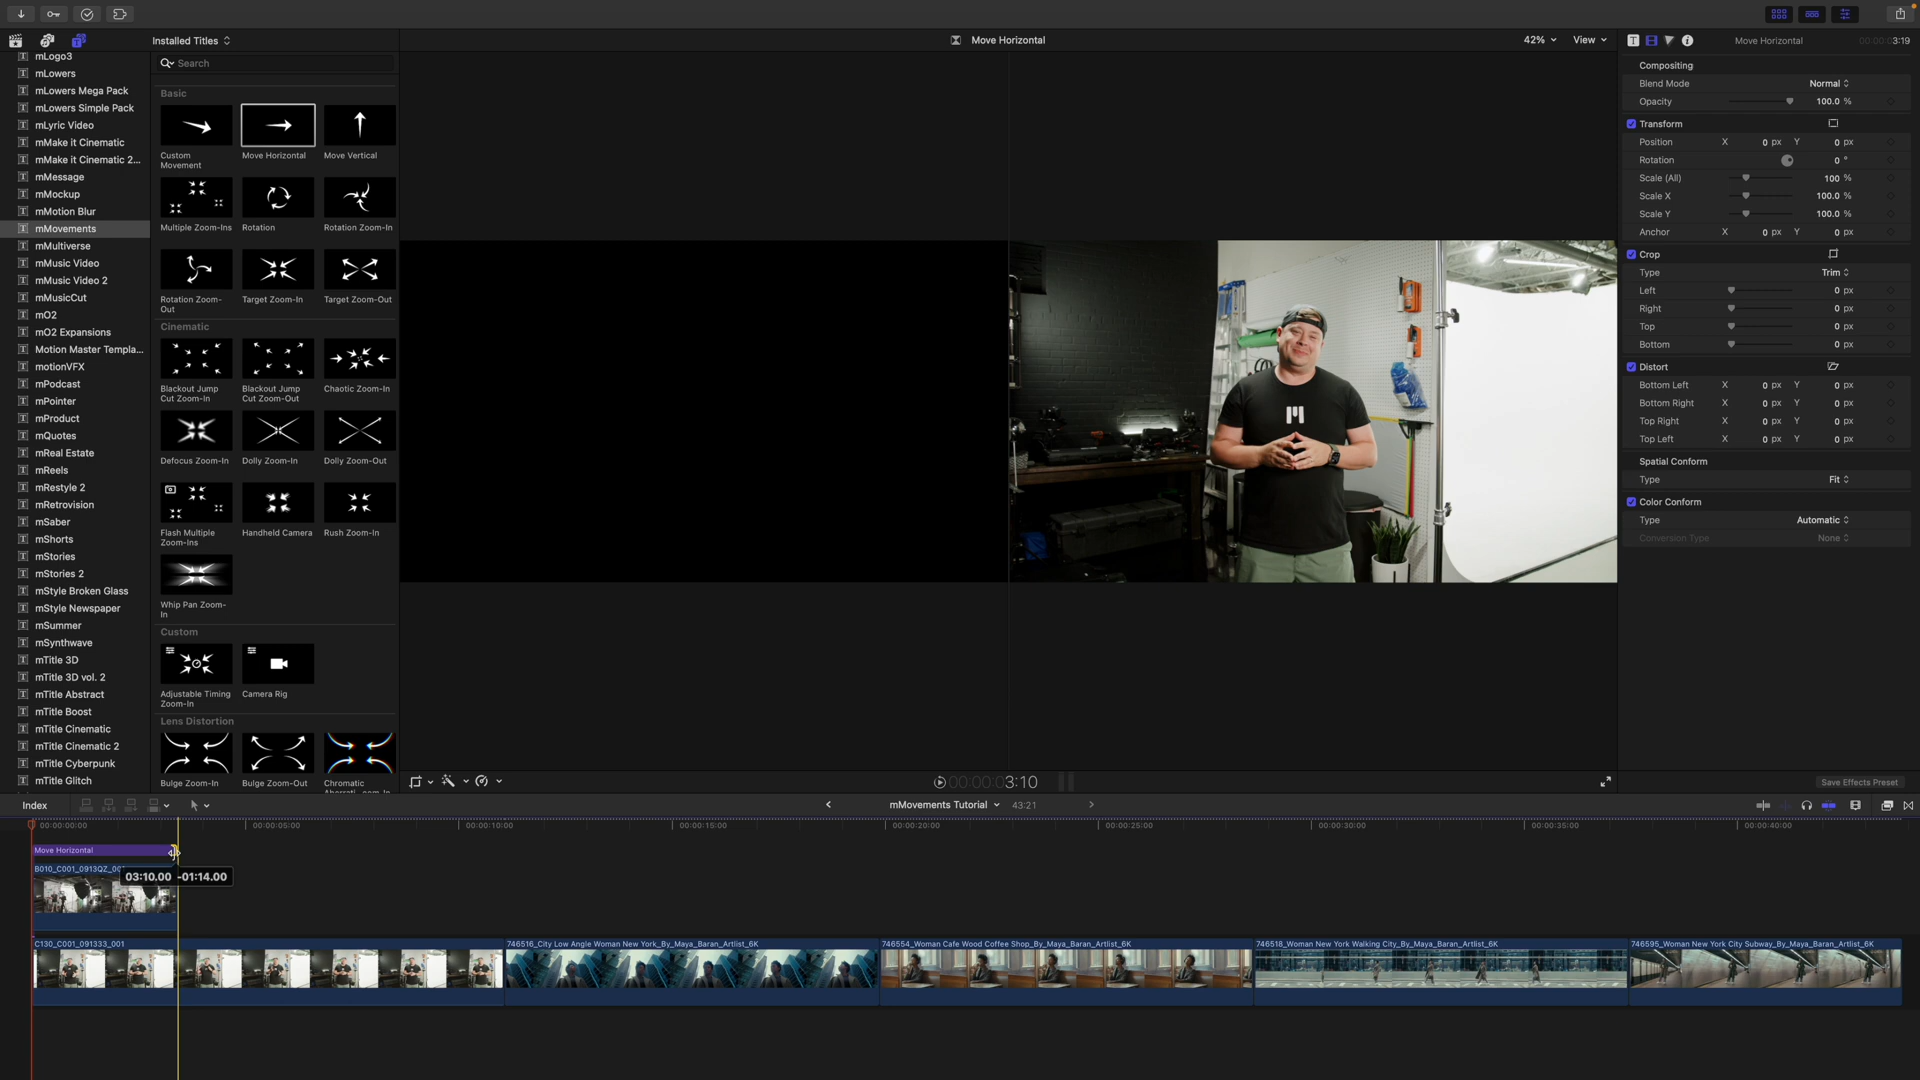 Installed Titles
Move Horizontal
42%
View
Move Horizontal
00:00:00:03:19
mLogo3
mLowers
mLowers Mega Pack
mLowers Simple Pack
mLyric Video
mMake it Cinematic
mMake it Cinematic 2...
mMessage
mMockup
mMotion Blur
mMovements
mMultiverse
mMusic Video
mMusic Video 2
mMusicCut
mO2
mO2 Expansions
Motion Master Templa...
motionVFX
mPodcast
mPointer
mProduct
mQuotes
mReal Estate
mReels
mRestyle 2
mRetrovision
mSaber
mShorts
mStories
mStories 2
mStyle Broken Glass
mStyle Newspaper
mSummer
mSynthwave
mTitle 3D
mTitle 3D vol. 2
mTitle Abstract
mTitle Boost
mTitle Cinematic
mTitle Cinematic 2
mTitle Cyberpunk
mTitle Glitch
Search
Basic
Custom Movement
Move Horizontal
Move Vertical
Multiple Zoom-Ins
Rotation
Rotation Zoom-In
Rotation Zoom-Out
Target Zoom-In
Target Zoom-Out
Cinematic
Blackout Jump Cut Zoom-In
Blackout Jump Cut Zoom-Out
Chaotic Zoom-In
Defocus Zoom-In
Dolly Zoom-In
Dolly Zoom-Out
Flash Multiple Zoom-Ins
Handheld Camera
Rush Zoom-In
Whip Pan Zoom-In
Custom
Adjustable Timing Zoom-In
Camera Rig
Lens Distortion
Bulge Zoom-In
Bulge Zoom-Out
Chromatic
Compositing
Blend Mode Normal
Opacity 100.0 %
Transform
Position X 0 px Y 0 px
Rotation 0 °
Scale (All) 100 %
Scale X 100.0 %
Scale Y 100.0 %
Anchor X 0 px Y 0 px
Crop
Type Trim
Left 0 px
Right 0 px
Top 0 px
Bottom 0 px
Distort
Bottom Left X 0 px Y 0 px
Bottom Right X 0 px Y 0 px
Top Right X 0 px Y 0 px
Top Left X 0 px Y 0 px
Spatial Conform
Type Fit
Color Conform
Type Automatic
Conversion Type None
Save Effects Preset
00:00:00:03:10
Index
mMovements Tutorial
43:21
00:00:00:00
00:00:05:00
00:00:10:00
00:00:15:00
00:00:20:00
00:00:25:00
00:00:30:00
00:00:35:00
00:00:40:00
Move Horizontal
B010_C001_0913QZ_00
03:10.00 -01:14.00
C130_C001_091333_001
746516_City Low Angle Woman New York_By_Maya_Baran_Artlist_6K
746554_Woman Cafe Wood Coffee Shop_By_Maya_Baran_Artlist_6K
746518_Woman New York Walking City_By_Maya_Baran_Artlist_6K
746595_Woman New York City Subway_By_Maya_Baran_Artlist_6K